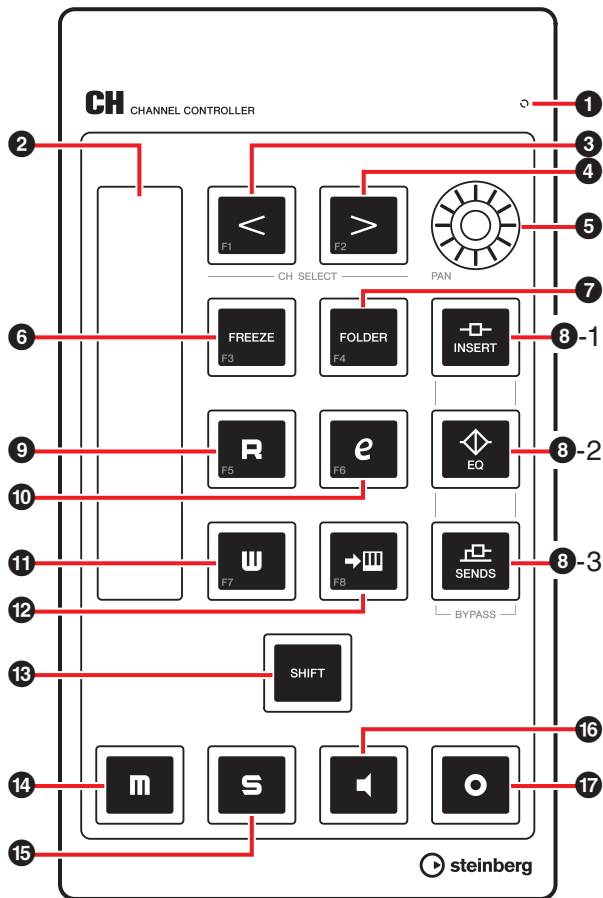 CH CHANNEL CONTROLLER
1
2
3
4
< F1
> F2
5
CH SELECT
PAN
6
FREEZE F3
7
FOLDER F4
INSERT
8-1
9
R F5
10
e F6
EQ
8-2
11
W F7
12
F8
SENDS
8-3
BYPASS
13
SHIFT
14
m
15
S
16
17
steinberg